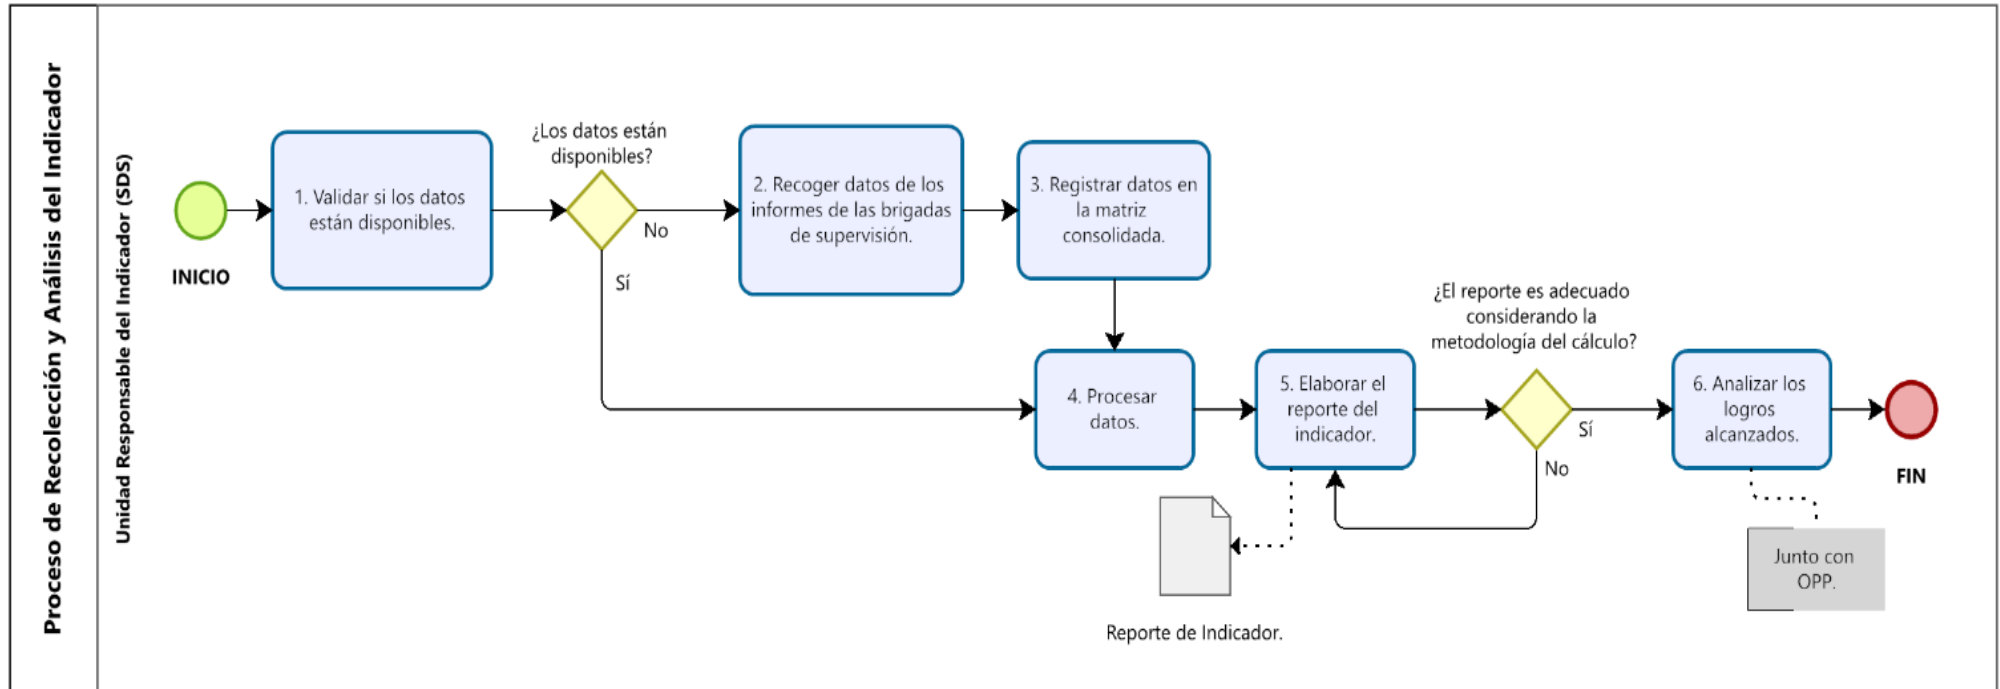 Proceso de Recolección y Análisis del Indicador
Unidad Responsable del Indicador (SDS)
INICIO
1. Validar si los datos
están disponibles.
¿Los datos están
disponibles?
No
Sí
2. Recoger datos de los
informes de las brigadas
de supervisión.
3. Registrar datos en
la matriz
consolidada.
4. Procesar
datos.
5. Elaborar el
reporte del
indicador.
Reporte de Indicador.
¿El reporte es adecuado
considerando la
metodología del cálculo?
Sí
No
6. Analizar los
logros
alcanzados.
Junto con
OPP.
FIN